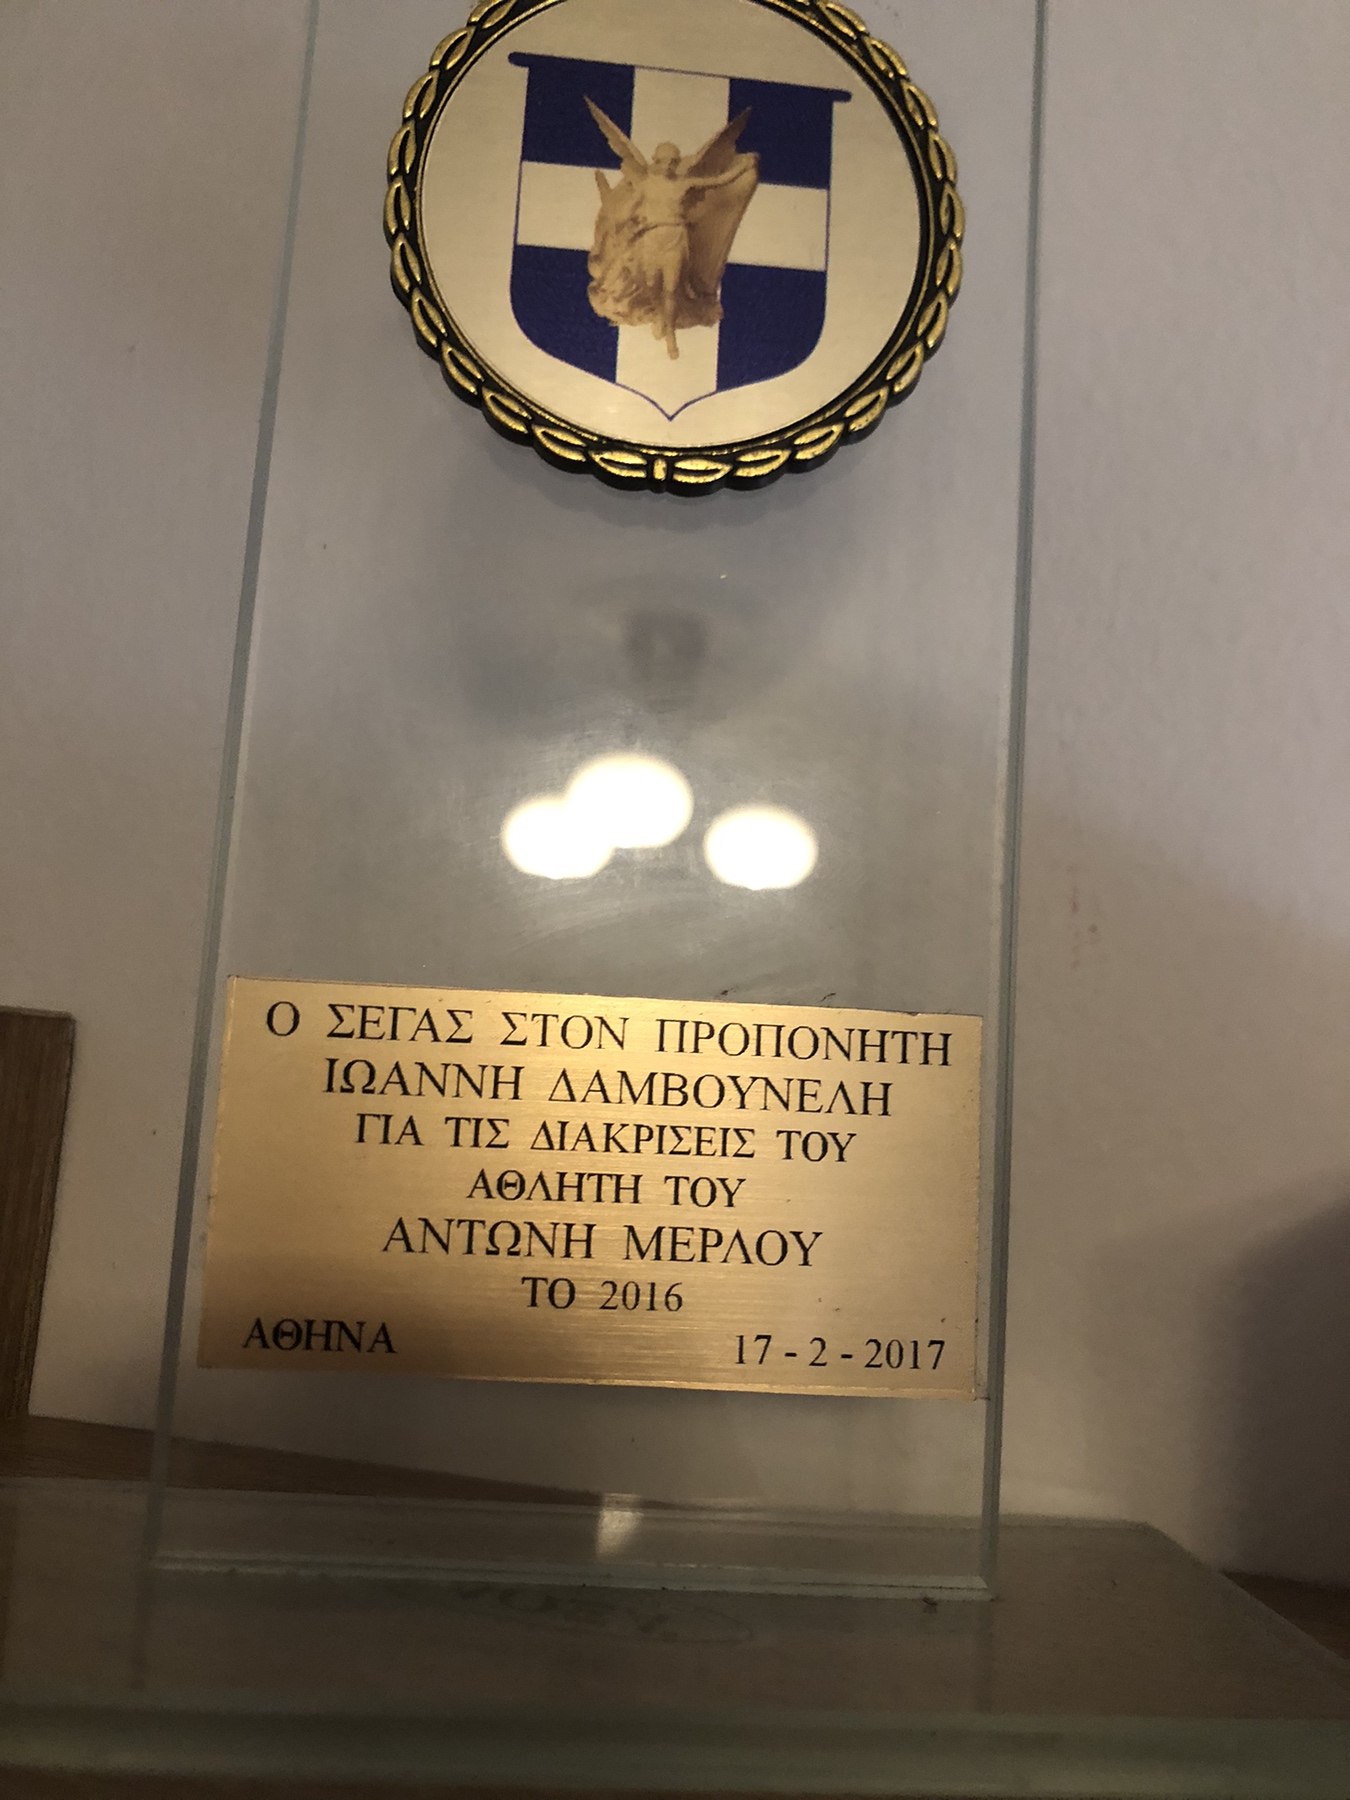 Ο ΣΕΓΑΣ ΣΤΟΝ ΠΡΟΠΟΝΗΤΗ
ΙΩΑΝΝΗ ΔΑΜΒΟΥΝΕΛΗ
ΓΙΑ ΤΙΣ ΔΙΑΚΡΙΣΕΙΣ ΤΟΥ
ΑΘΛΗΤΗ ΤΟΥ
ΑΝΤΩΝΗ ΜΕΡΛΟΥ
ΤΟ 2016
ΑΘΗΝΑ 17 - 2 - 2017